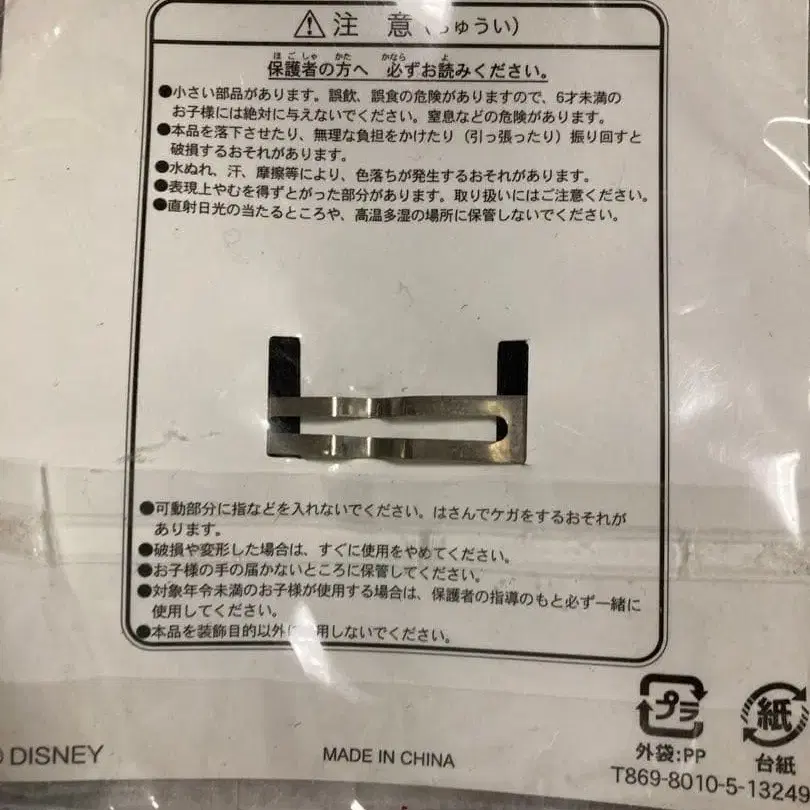 注 意 (ちゅうい)
ほごしゃ かた かなら よ
保護者の方へ 必ずお読みください。
●小さい部品があります。誤飲、誤食の危険がありますので、6才未満の
お子様には絶対に与えないでください。窒息などの危険があります。
●本品を落下させたり、無理な負担をかけたり(引っ張ったり)振り回すと
破損するおそれがあります。
●水ぬれ、汗、摩擦等により、色落ちが発生するおそれがあります。
●表現上やむを得ずとがった部分があります。取り扱いにはご注意ください。
●直射日光の当たるところや、高温多湿の場所に保管しないでください。
●可動部分に指などを入れないでください。はさんでケガをするおそれが
あります。
●破損や変形した場合は、すぐに使用をやめてください。
●お子様の手の届かないところに保管してください。
●対象年令未満のお子様が使用する場合は、保護者の指導のもと必ず一緒に
使用してください。
●本品を装飾目的以外に使用しないでください。
プラ 紙
外袋:PP 台紙
© DISNEY MADE IN CHINA
T869-8010-5-13249